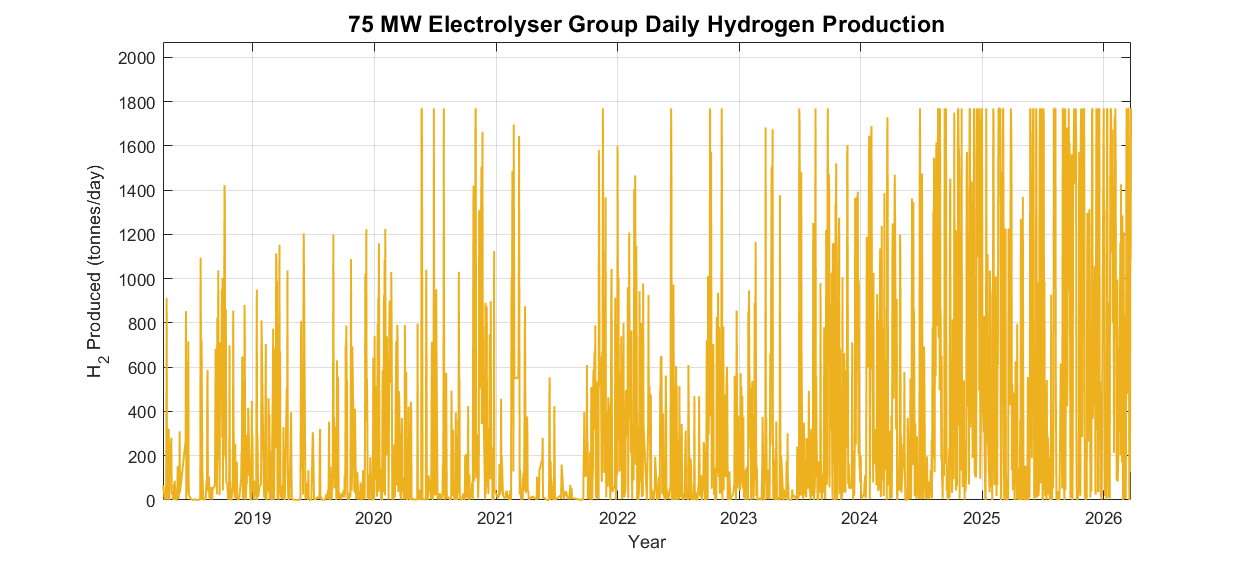 75 MW Electrolyser Group Daily Hydrogen Production
H2 Produced (tonnes/day)
2000
1800
1600
1400
1200
1000
800
600
400
200
0
2019 2020 2021 2022 2023 2024 2025 2026
Year